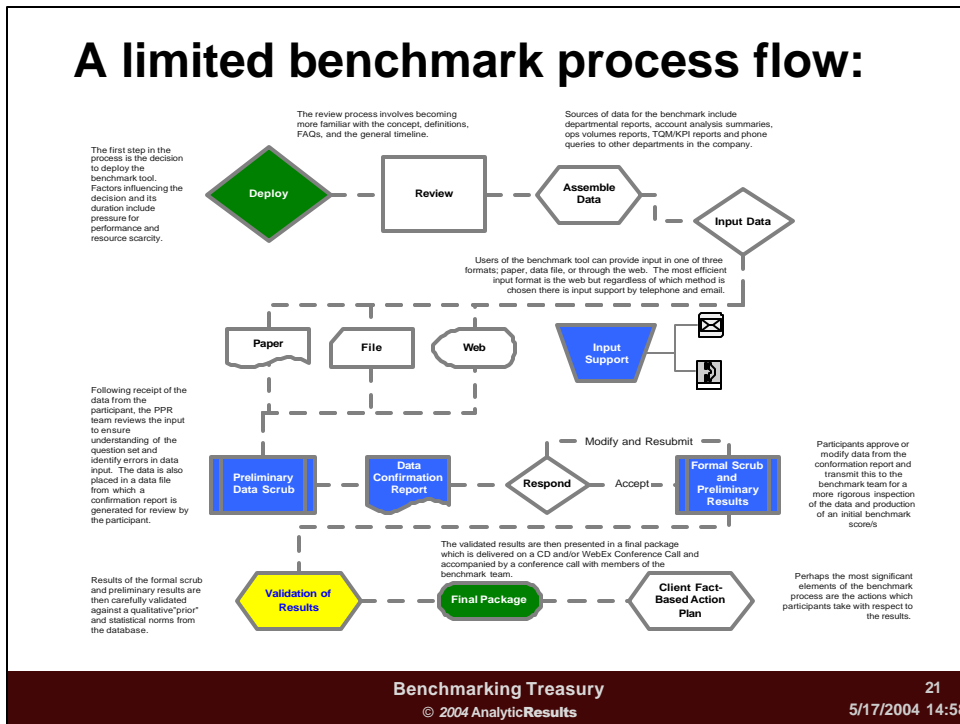 A limited benchmark process flow:
The review process involves becoming
more familiar with the concept, definitions,
FAQs, and the general timeline.
Sources of data for the benchmark include
departmental reports, account analysis summaries,
ops volumes reports, TQM/KPI reports and phone
queries to other departments in the company.
The first step in the
process is the decision
to deploy the
benchmark tool.
Factors influencing the
decision and its
duration include
pressure for
performance and
resource scarcity.
Deploy
Review
Assemble
Data
Input Data
Users of the benchmark tool can provide input in one of three
formats; paper, data file, or through the web. The most efficient
input format is the web but regardless of which method is
chosen there is input support by telephone and email.
Paper
File
Web
Input
Support
Following receipt of the
data from the
participant, the PPR
team reviews the input
to ensure
understanding of the
question set and
identify errors in data
input. The data is also
placed in a data file
from which a
confirmation report is
generated for review by
the participant.
Preliminary
Data Scrub
Data
Confirmation
Report
Respond
Modify and Resubmit
Accept
Formal Scrub
and
Preliminary
Results
Participants approve or
modify data from the
conformation report and
transmit this to the
benchmark team for a
more rigorous inspection
of the data and production
of an initial benchmark
score/s
The validated results are then presented in a final package
which is delivered on a CD and/or WebEx Conference Call and
accompanied by a conference call with members of the
benchmark team.
Results of the formal scrub
and preliminary results are
then carefully validated
against a qualitative"prior"
and statistical norms from
the database.
Validation of
Results
Final Package
Client Fact-
Based Action
Plan
Perhaps the most significant
elements of the benchmark
process are the actions which
participants take with respect to
the results.
Benchmarking Treasury
© 2004 AnalyticResults
21
5/17/2004 14:58